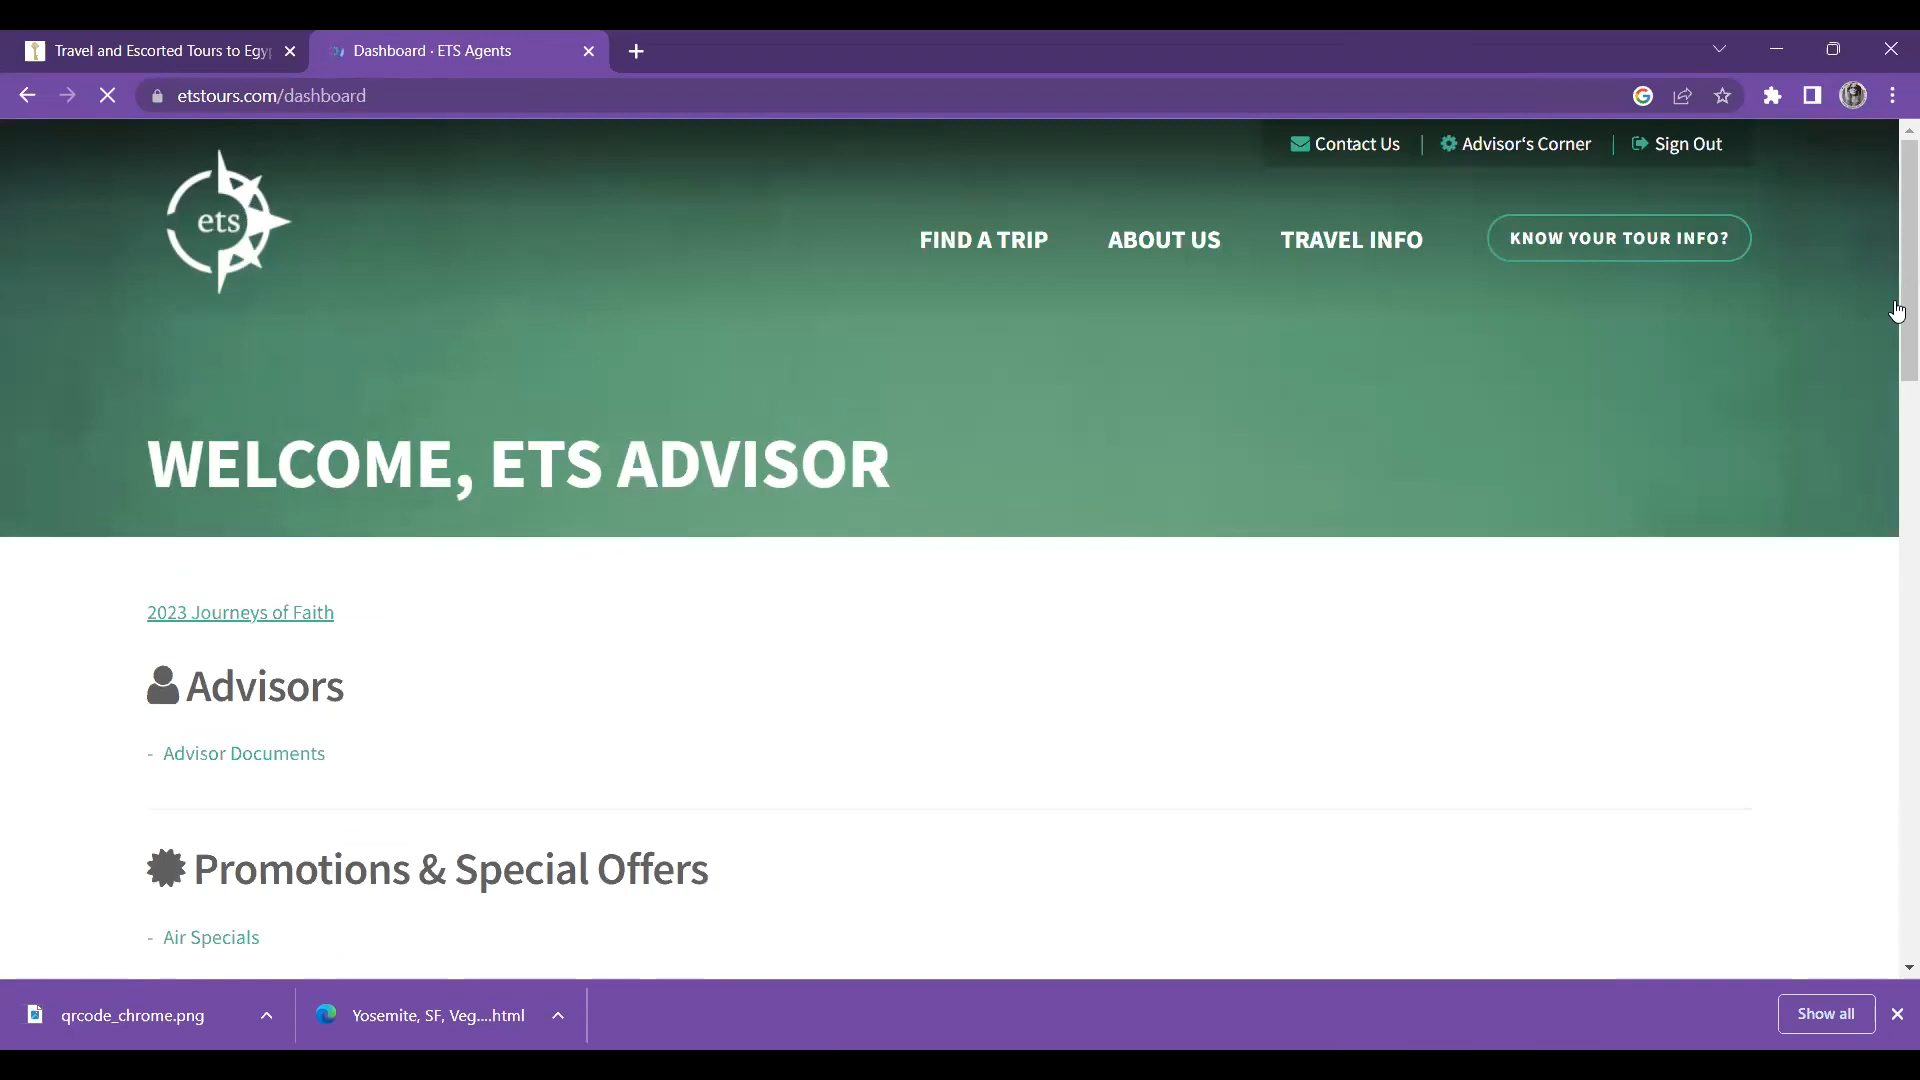 Travel and Escorted Tours to Egyp
Dashboard · ETS Agents
etstours.com/dashboard
Contact Us
Advisor's Corner
Sign Out
ets
FIND A TRIP
ABOUT US
TRAVEL INFO
KNOW YOUR TOUR INFO?
WELCOME, ETS ADVISOR
2023 Journeys of Faith
Advisors
- Advisor Documents
Promotions & Special Offers
- Air Specials
qrcode_chrome.png
Yosemite, SF, Veg....html
Show all